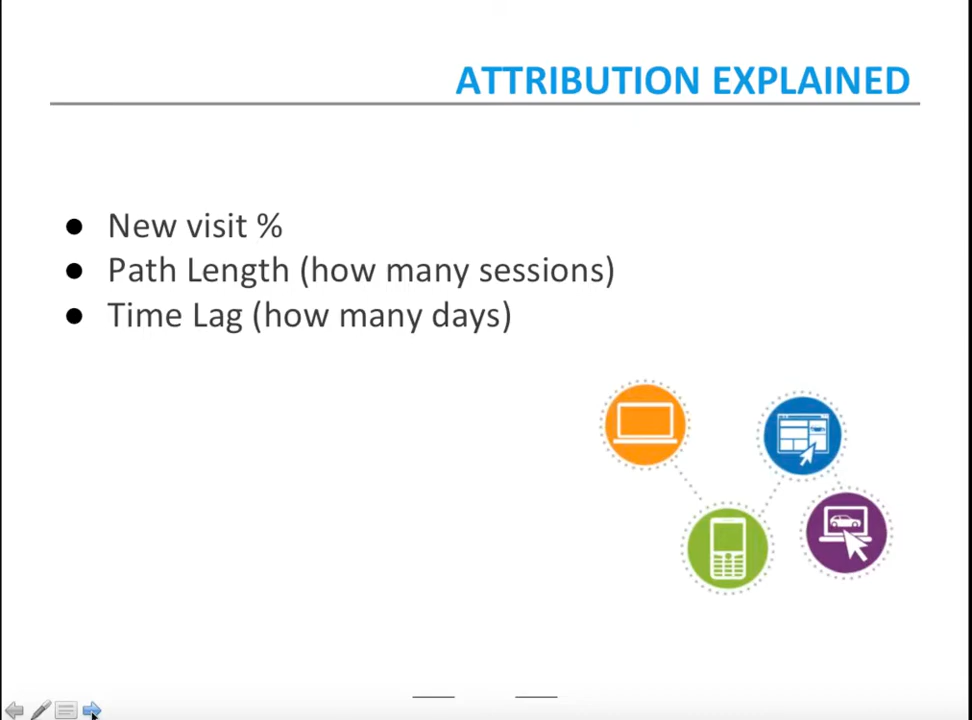 ATTRIBUTION EXPLAINED
● New visit %
● Path Length (how many sessions)
● Time Lag (how many days)